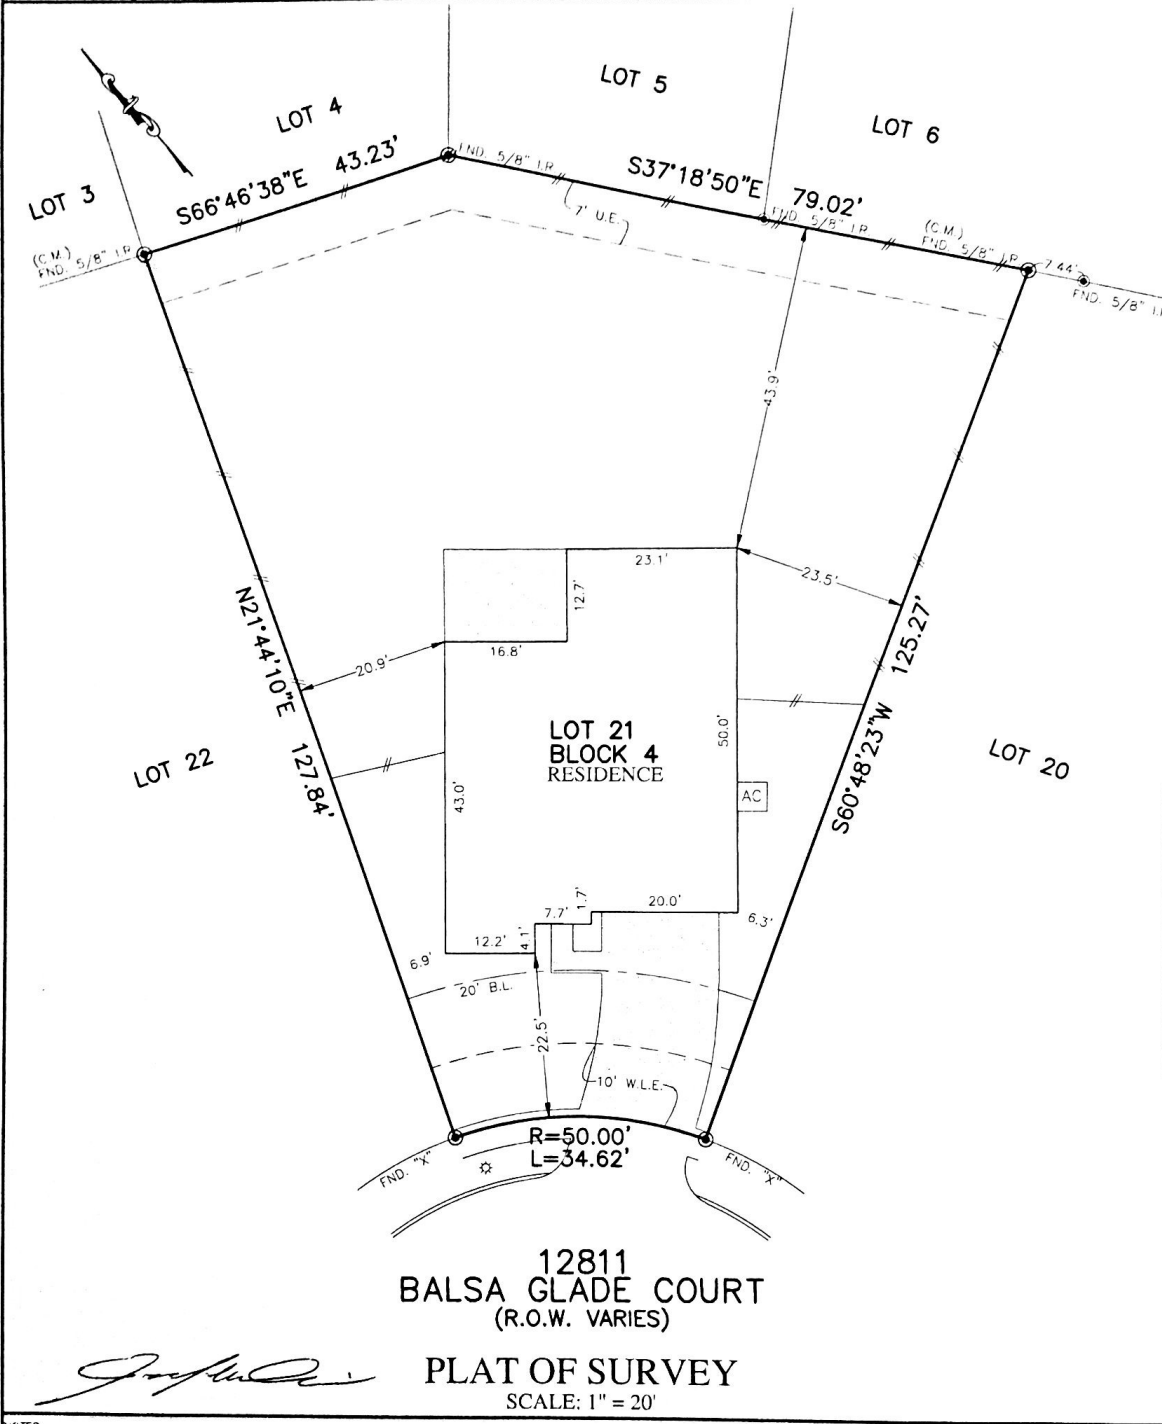 LOT 5
LOT 4
LOT 6
LOT 3
S66°46'38"E 43.23'
FND. 5/8" I.R.
S37°18'50"E 79.02'
7' U.E.
FND. 5/8" I.R.
(C.M.)
FND. 5/8" I.R.
(C.M.)
FND. 5/8" I.R.
7.44'
FND. 5/8"
43.9'
23.1'
12.7'
23.5'
16.8'
20.9'
N21°44'10"E 127.84'
S60°48'23"W 125.27'
LOT 21
BLOCK 4
RESIDENCE
50.0'
43.0'
AC
LOT 22
LOT 20
7.7'
1.7'
20.0'
12.2'
4.1'
6.3'
6.9'
20' B.L.
22.5'
10' W.L.E.
R=50.00'
L=34.62'
FND. "X"
FND. "X"
12811
BALSA GLADE COURT
(R.O.W. VARIES)
PLAT OF SURVEY
SCALE: 1" = 20'